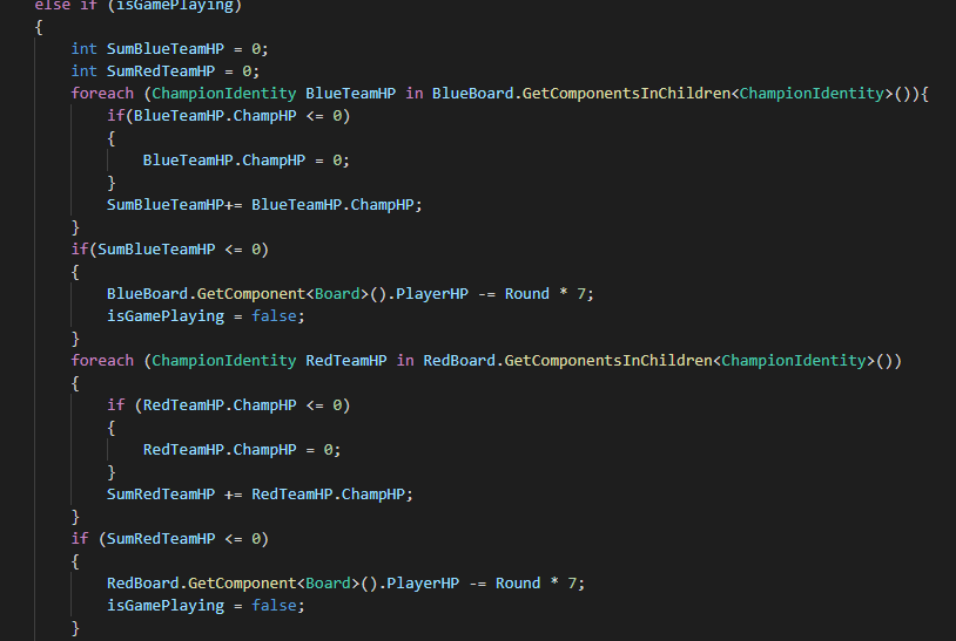 else if (isGamePlaying)
{
    int SumBlueTeamHP = 0;
    int SumRedTeamHP = 0;
    foreach (ChampionIdentity BlueTeamHP in BlueBoard.GetComponentsInChildren<ChampionIdentity>()){
        if(BlueTeamHP.ChampHP <= 0)
        {
            BlueTeamHP.ChampHP = 0;
        }
        SumBlueTeamHP+= BlueTeamHP.ChampHP;
    }
    if(SumBlueTeamHP <= 0)
    {
        BlueBoard.GetComponent<Board>().PlayerHP -= Round * 7;
        isGamePlaying = false;
    }
    foreach (ChampionIdentity RedTeamHP in RedBoard.GetComponentsInChildren<ChampionIdentity>())
    {
        if (RedTeamHP.ChampHP <= 0)
        {
            RedTeamHP.ChampHP = 0;
        }
        SumRedTeamHP += RedTeamHP.ChampHP;
    }
    if (SumRedTeamHP <= 0)
    {
        RedBoard.GetComponent<Board>().PlayerHP -= Round * 7;
        isGamePlaying = false;
    }